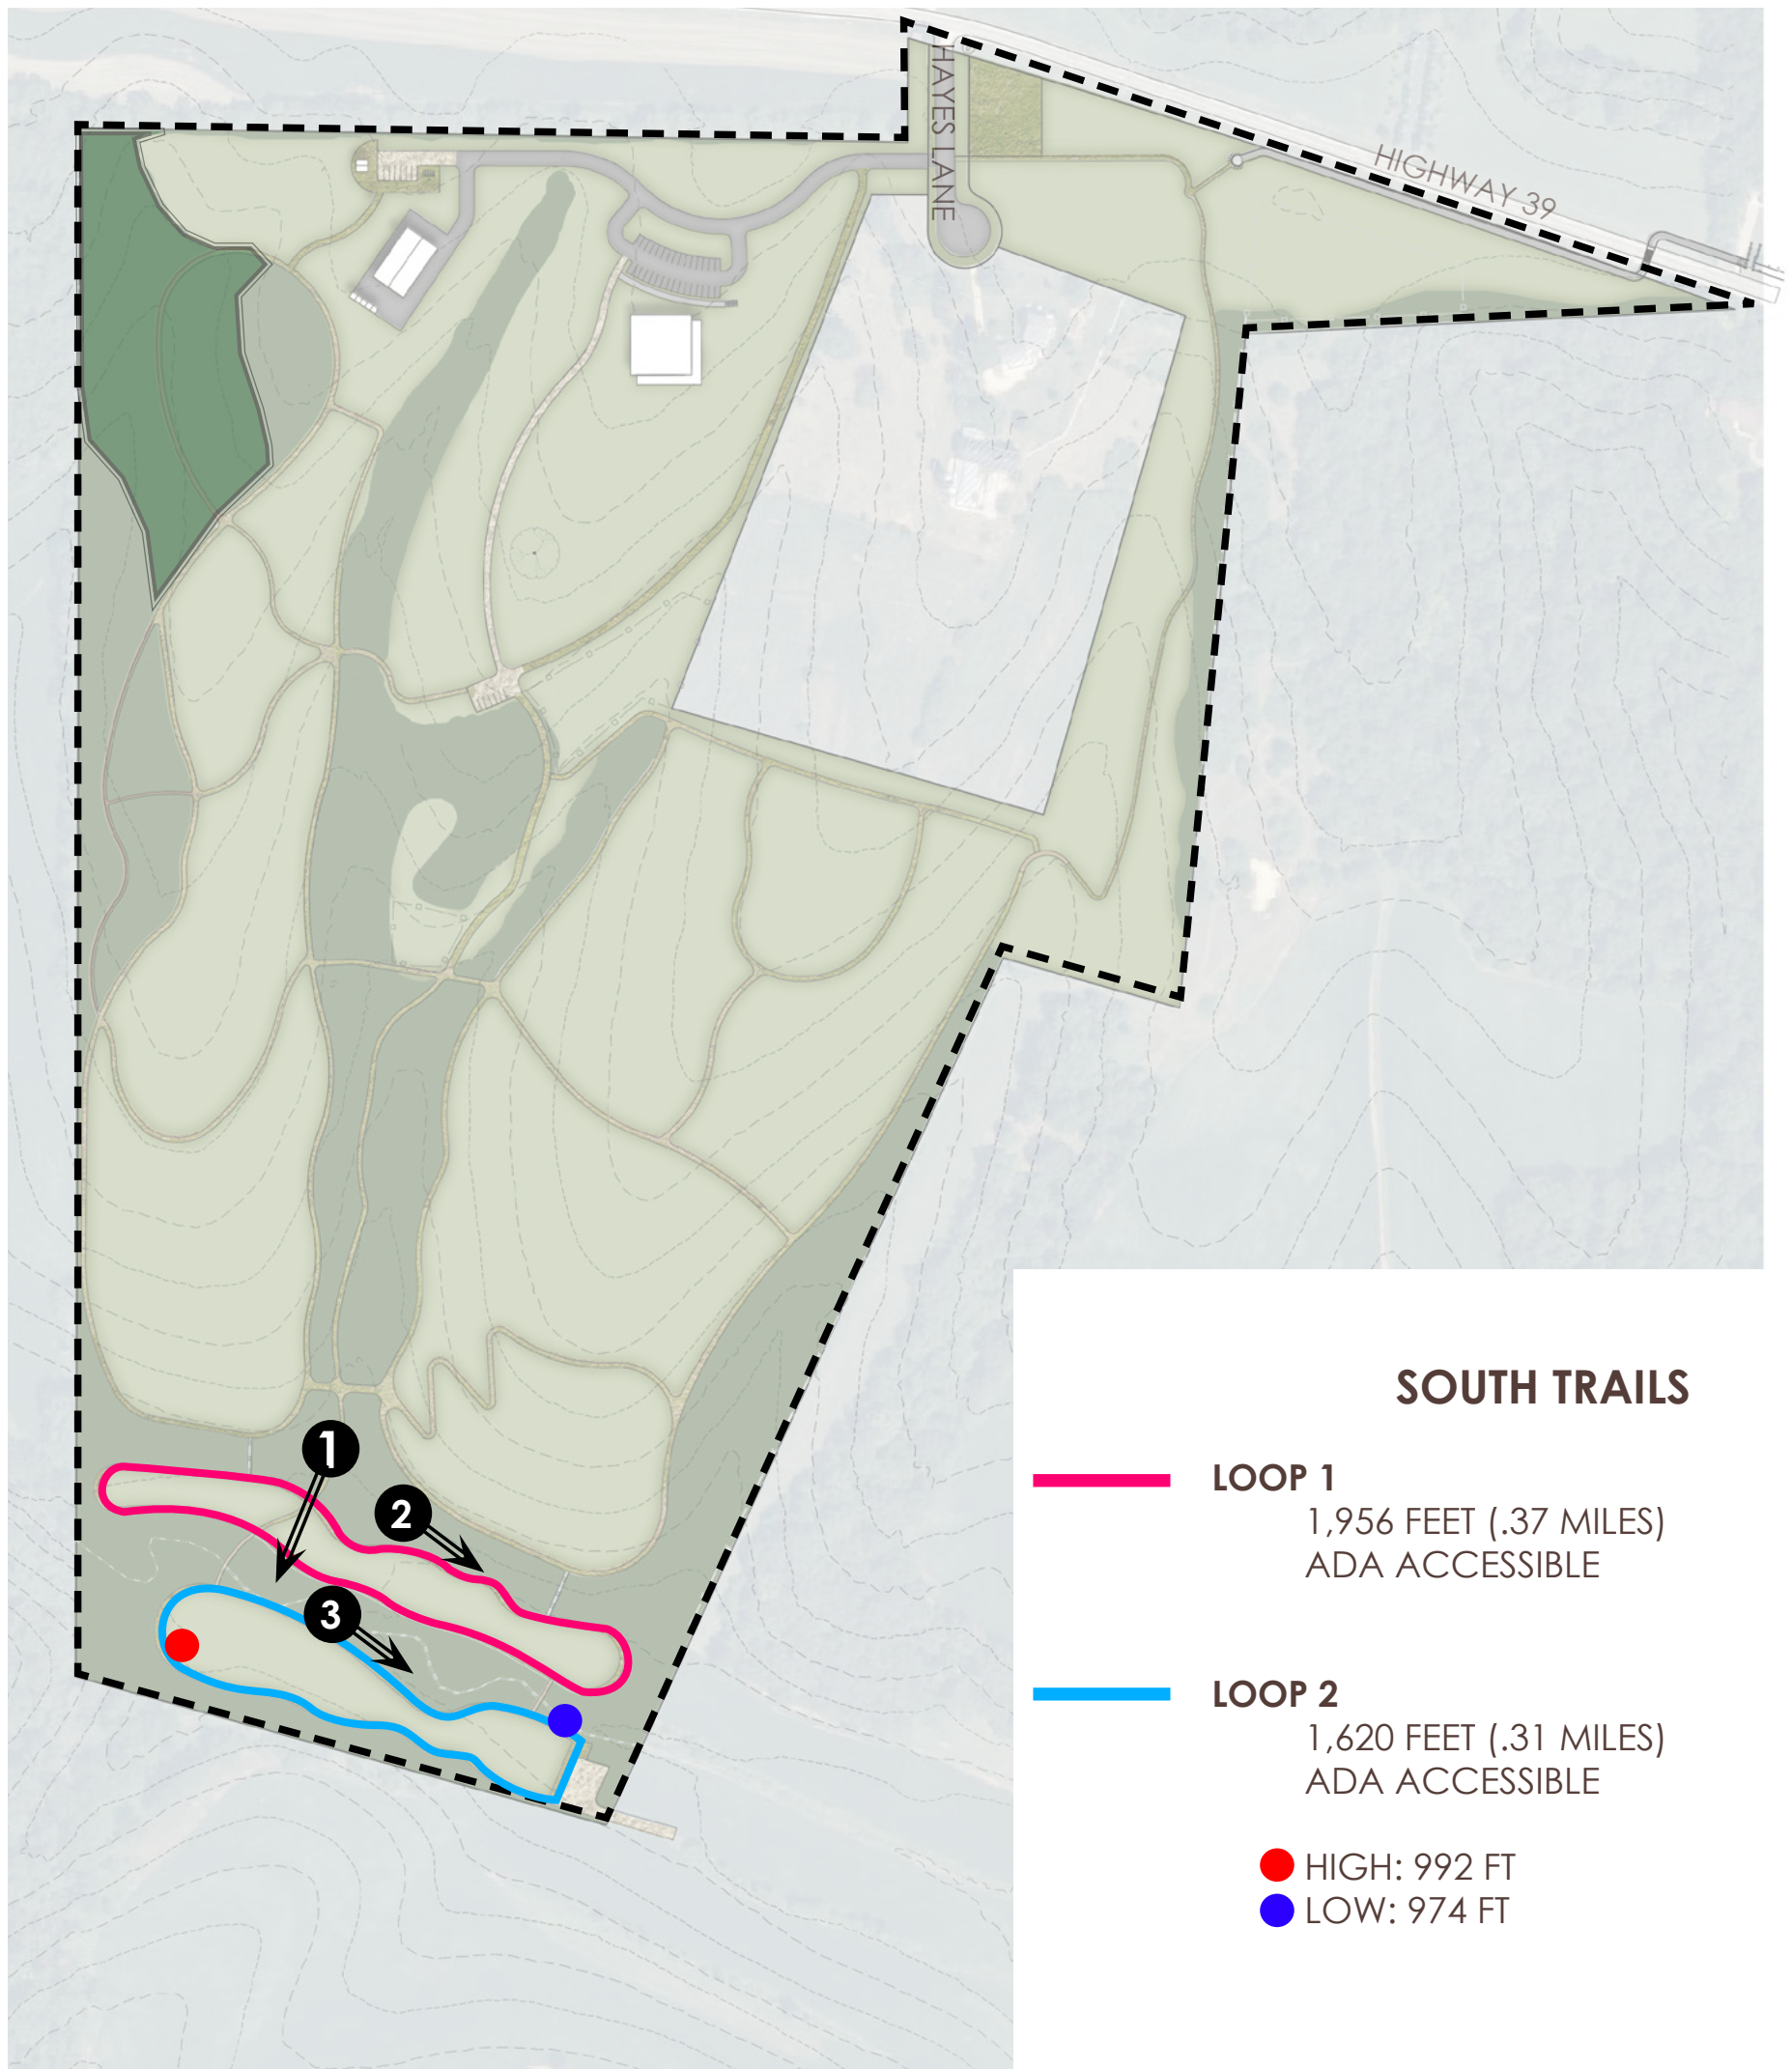 HAYES LANE
HIGHWAY 39
1
2
3
SOUTH TRAILS
LOOP 1
1,956 FEET (.37 MILES)
ADA ACCESSIBLE
LOOP 2
1,620 FEET (.31 MILES)
ADA ACCESSIBLE
HIGH: 992 FT
LOW: 974 FT